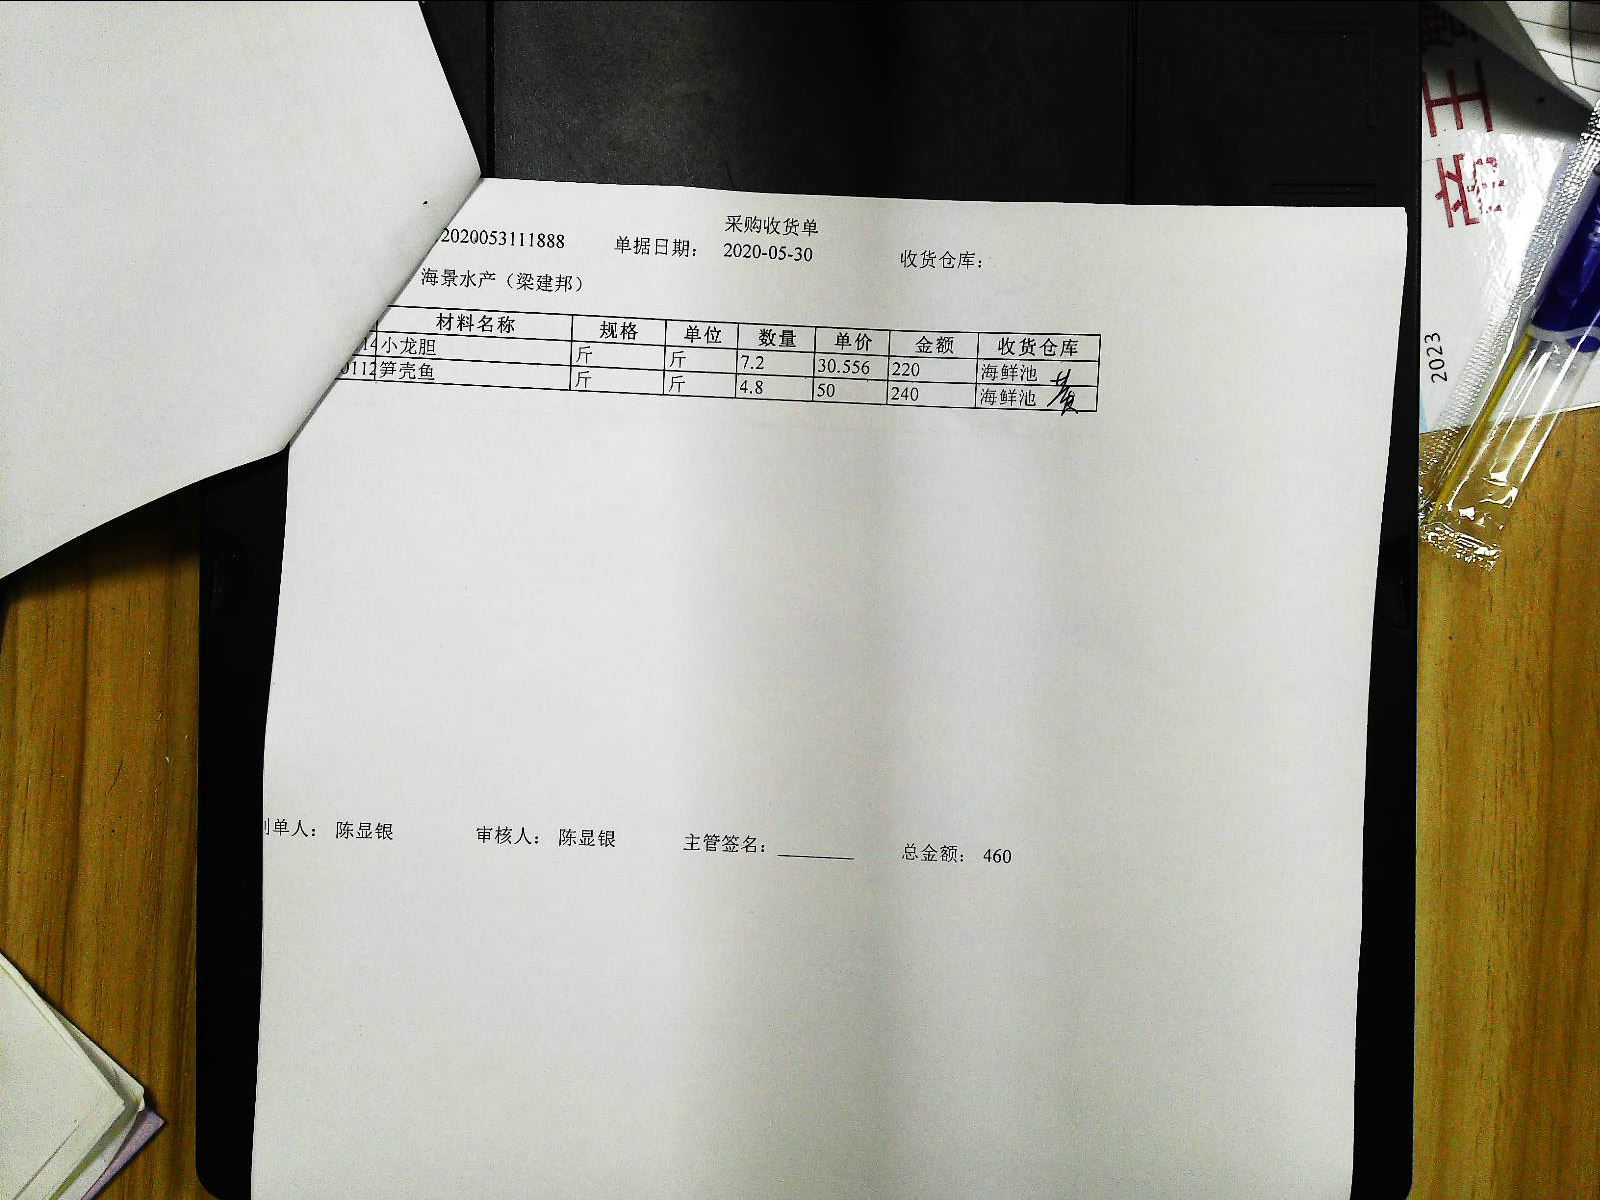 采购收货单
2020053111888 单据日期： 2020-05-30 收货仓库：
海景水产（梁建邦）
材料名称 规格 单位 数量 单价 金额 收货仓库
14 小龙胆 斤 斤 7.2 30.556 220 海鲜池
0112 笋壳鱼 斤 斤 4.8 50 240 海鲜池
单人： 陈显银 审核人： 陈显银 主管签名： 总金额： 460
帝王
2023